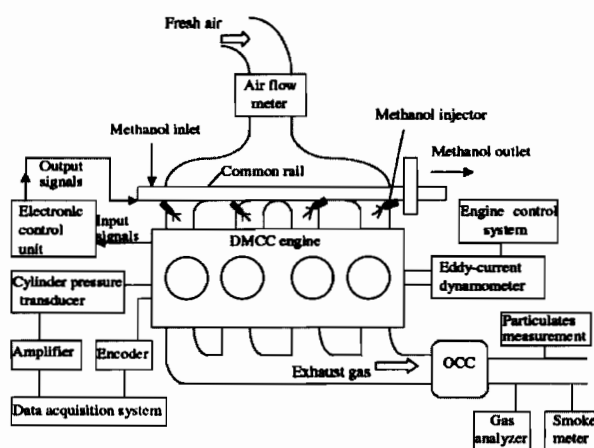 Fresh air
Air flow
meter
Methanol injector
Methanol inlet
Methanol outlet
Output
signals
Common rail
Electronic
control
unit
Input
signals
Engine control
system
DMCC engine
Cylinder pressure
transducer
Eddy-current
dynamometer
Particulates
measurement
Amplifier
Encoder
Exhaust gas
OCC
Data acquisition system
Gas
analyzer
Smoke
meter